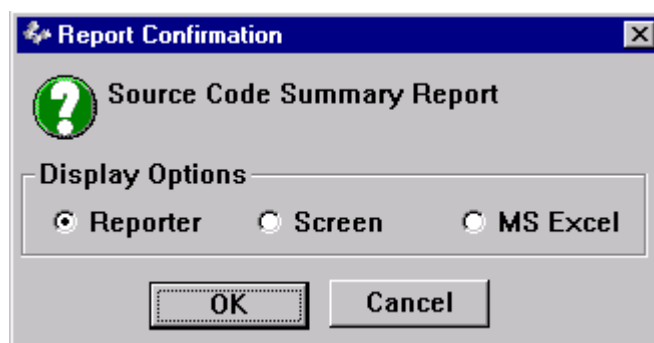 Report Confirmation
Source Code Summary Report
Display Options
Reporter Screen MS Excel
OK Cancel